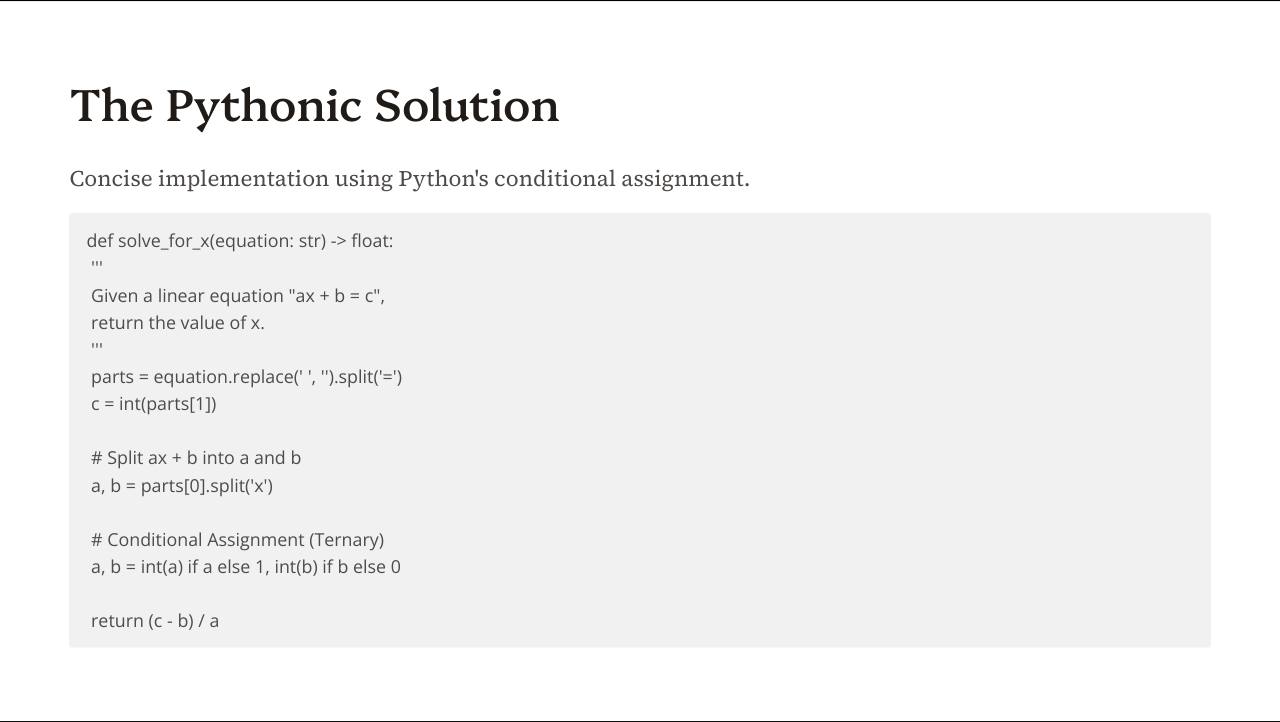 The Pythonic Solution
Concise implementation using Python's conditional assignment.
def solve_for_x(equation: str) -> float:
'''
Given a linear equation "ax + b = c",
return the value of x.
'''
parts = equation.replace(' ', '').split('=')
c = int(parts[1])
# Split ax + b into a and b
a, b = parts[0].split('x')
# Conditional Assignment (Ternary)
a, b = int(a) if a else 1, int(b) if b else 0
return (c - b) / a